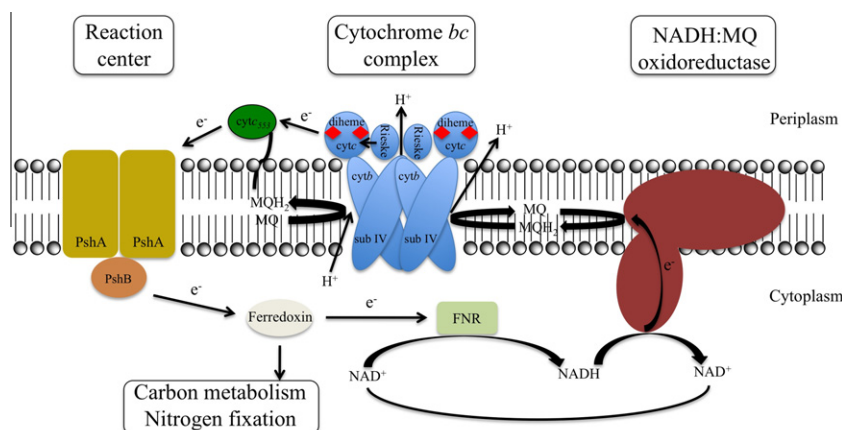 Reaction
center
Cytochrome bc
complex
NADH:MQ
oxidoreductase
Periplasm
e⁻
cytc₅₅₃
e⁻
diheme
cytc
Rieske
H⁺
Rieske
diheme
cytc
H⁺
cytb
cytb
MQH₂
MQ
MQ
MQH₂
PshA
PshA
sub IV
sub IV
PshB
H⁺
e⁻
Cytoplasm
e⁻
Ferredoxin
e⁻
FNR
NAD⁺
NADH
NAD⁺
Carbon metabolism
Nitrogen fixation